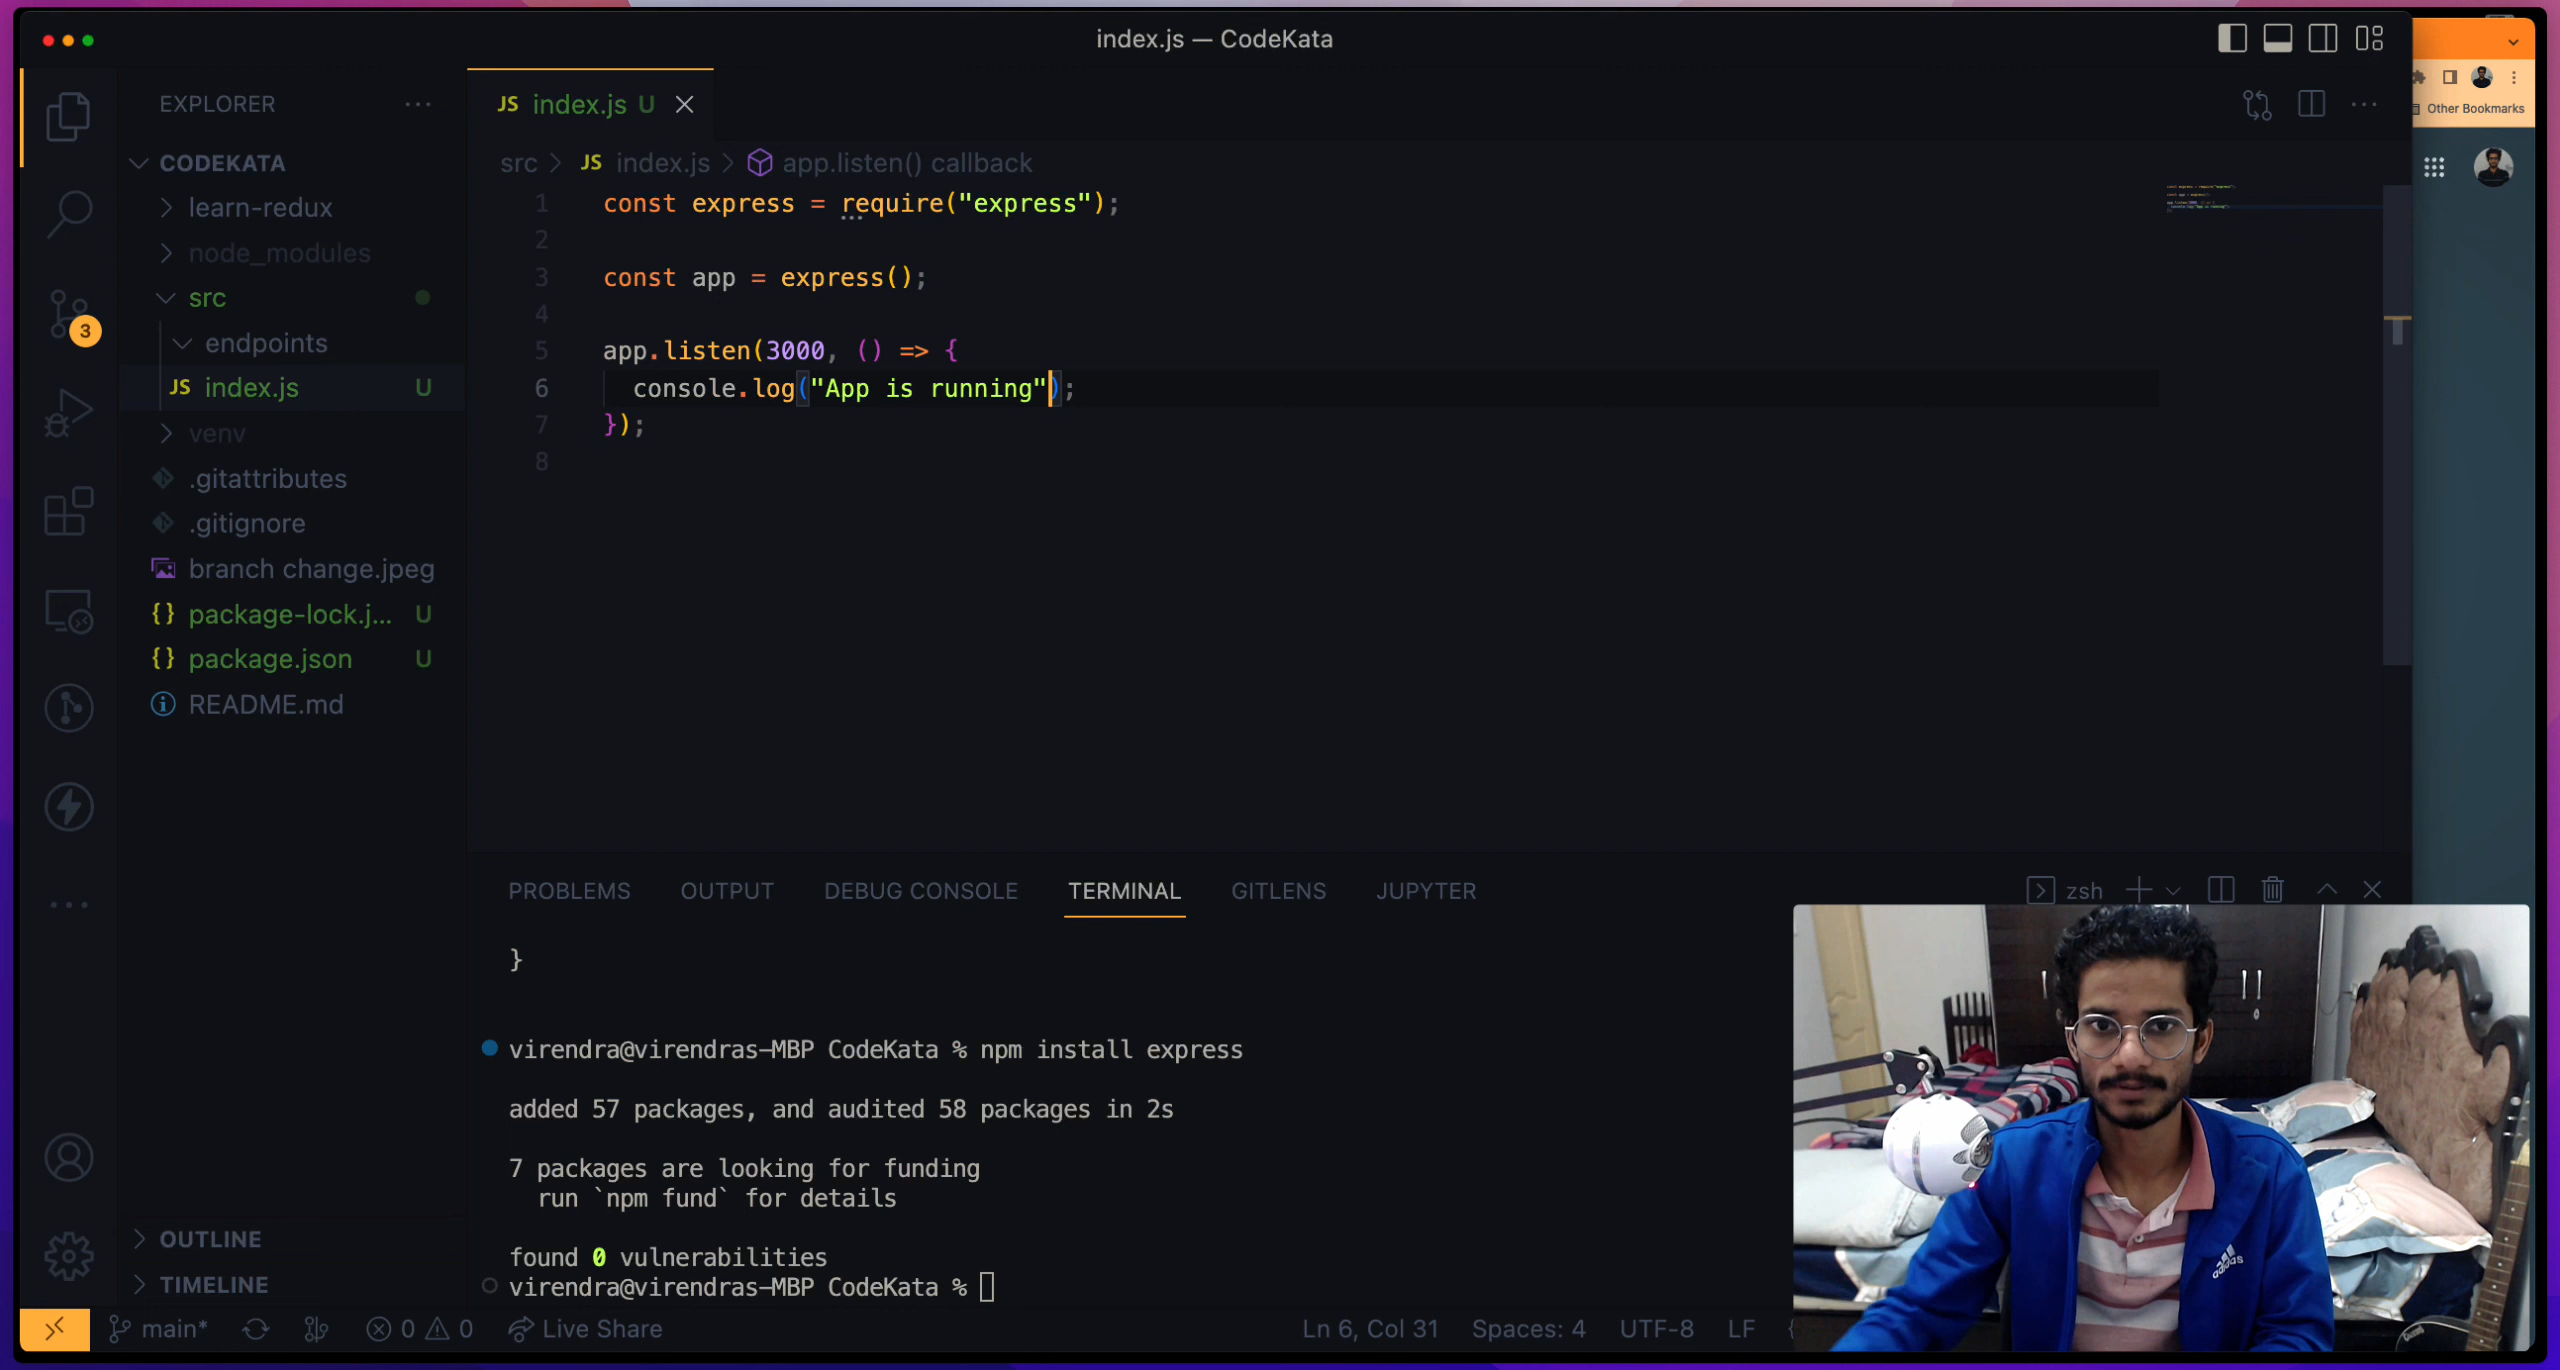 index.js — CodeKata
Other Bookmarks
EXPLORER
CODEKATA
learn-redux
node_modules
src
endpoints
JS index.js U
venv
.gitattributes
.gitignore
branch change.jpeg
{} package-lock.j... U
{} package.json U
README.md
OUTLINE
TIMELINE
3
JS index.js U
src > JS index.js > app.listen() callback
1 const express = require("express");
2
3 const app = express();
4
5 app.listen(3000, () => {
6 console.log("App is running");
7 });
8
PROBLEMS OUTPUT DEBUG CONSOLE TERMINAL GITLENS JUPYTER
zsh
}
virendra@virendras-MBP CodeKata % npm install express
added 57 packages, and audited 58 packages in 2s
7 packages are looking for funding
run `npm fund` for details
found 0 vulnerabilities
virendra@virendras-MBP CodeKata %
adidas
main* 0 0 Live Share Ln 6, Col 31 Spaces: 4 UTF-8 LF {